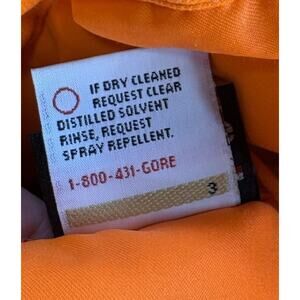 IF DRY CLEANED
REQUEST CLEAR
DISTILLED SOLVENT
RINSE, REQUEST
SPRAY REPELLENT.
1-800-431-GORE
3